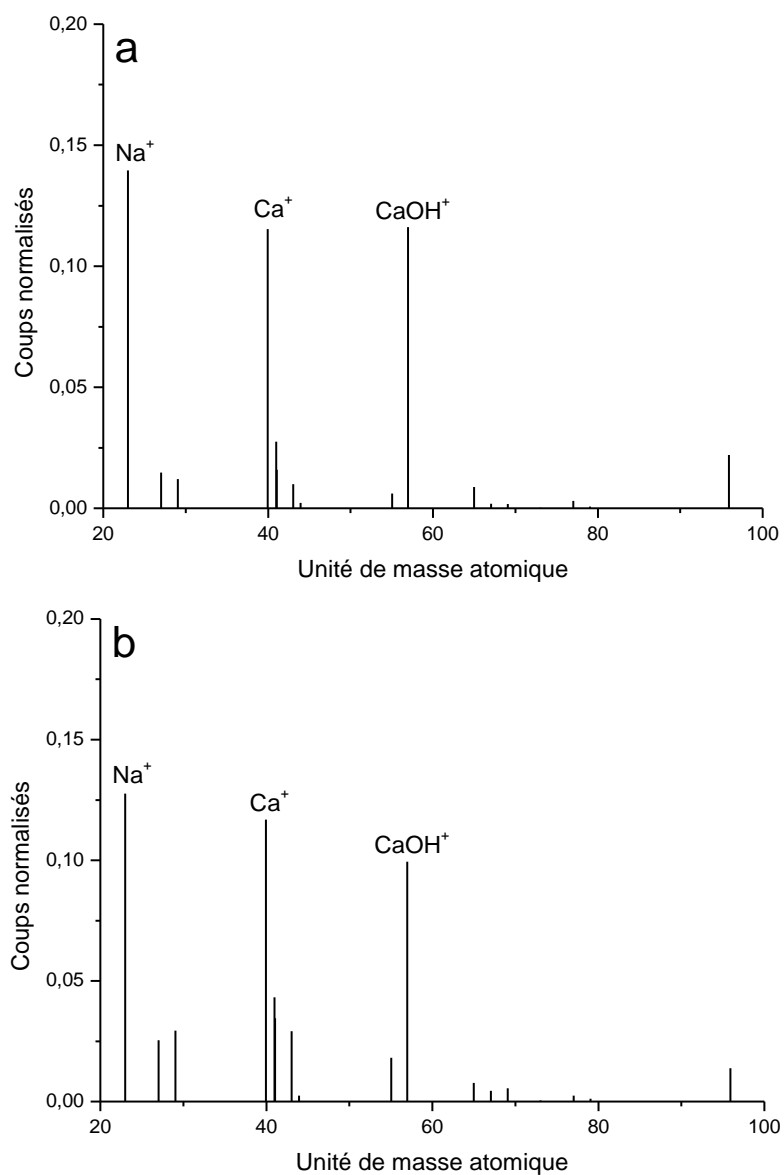 0,20
a
0,15
Na+
Ca+
CaOH+
Coups normalisés
0,10
0,05
0,00
20
40
60
80
100
Unité de masse atomique
0,20
b
0,15
Na+
Ca+
CaOH+
Coups normalisés
0,10
0,05
0,00
20
40
60
80
100
Unité de masse atomique